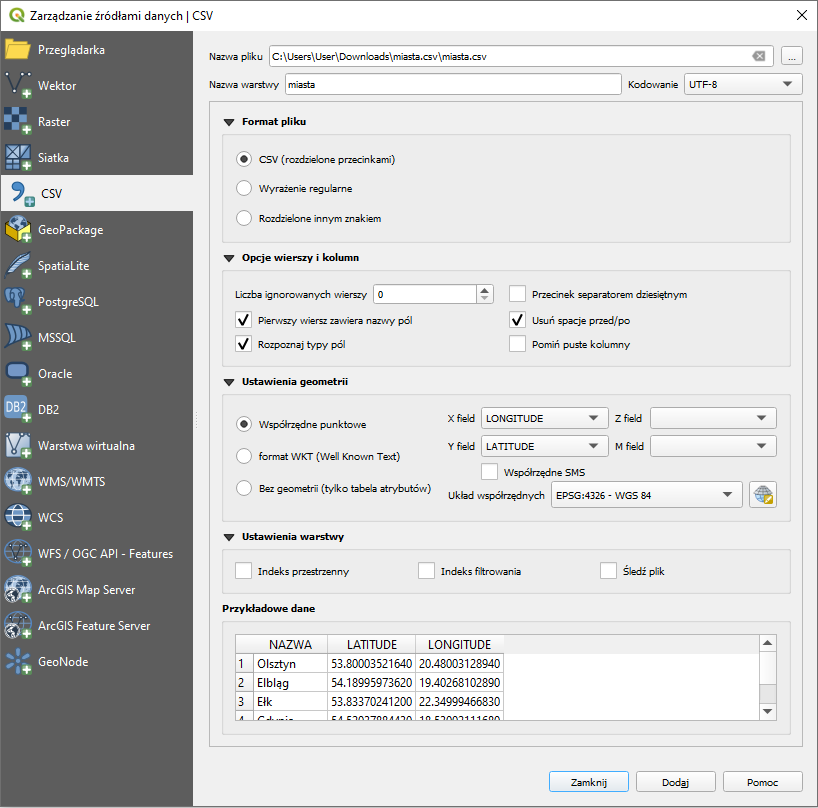 Zarządzanie źródłami danych | CSV
Przeglądarka
Wektor
Raster
Siatka
CSV
GeoPackage
SpatiaLite
PostgreSQL
MSSQL
Oracle
DB2
DB2
Warstwa wirtualna
WMS/WMTS
WCS
WFS / OGC API - Features
ArcGIS Map Server
ArcGIS Feature Server
GeoNode
Nazwa pliku C:\Users\User\Downloads\miasta.csv\miasta.csv ...
Nazwa warstwy miasta Kodowanie UTF-8
Format pliku
CSV (rozdzielone przecinkami)
Wyrażenie regularne
Rozdzielone innym znakiem
Opcje wierszy i kolumn
Liczba ignorowanych wierszy 0 Przecinek separatorem dziesiętnym
Pierwszy wiersz zawiera nazwy pól Usuń spacje przed/po
Rozpoznaj typy pól Pomiń puste kolumny
Ustawienia geometrii
Współrzędne punktowe X field LONGITUDE Z field
Y field LATITUDE M field
format WKT (Well Known Text) Współrzędne SMS
Bez geometrii (tylko tabela atrybutów) Układ współrzędnych EPSG:4326 - WGS 84
Ustawienia warstwy
Indeks przestrzenny Indeks filtrowania Śledź plik
Przykładowe dane
NAZWA LATITUDE LONGITUDE
1 Olsztyn 53.80003521640 20.48003128940
2 Elbląg 54.18995973620 19.40268102890
3 Ełk 53.83370241200 22.34999466830
4 Gdynia
Zamknij Dodaj Pomoc